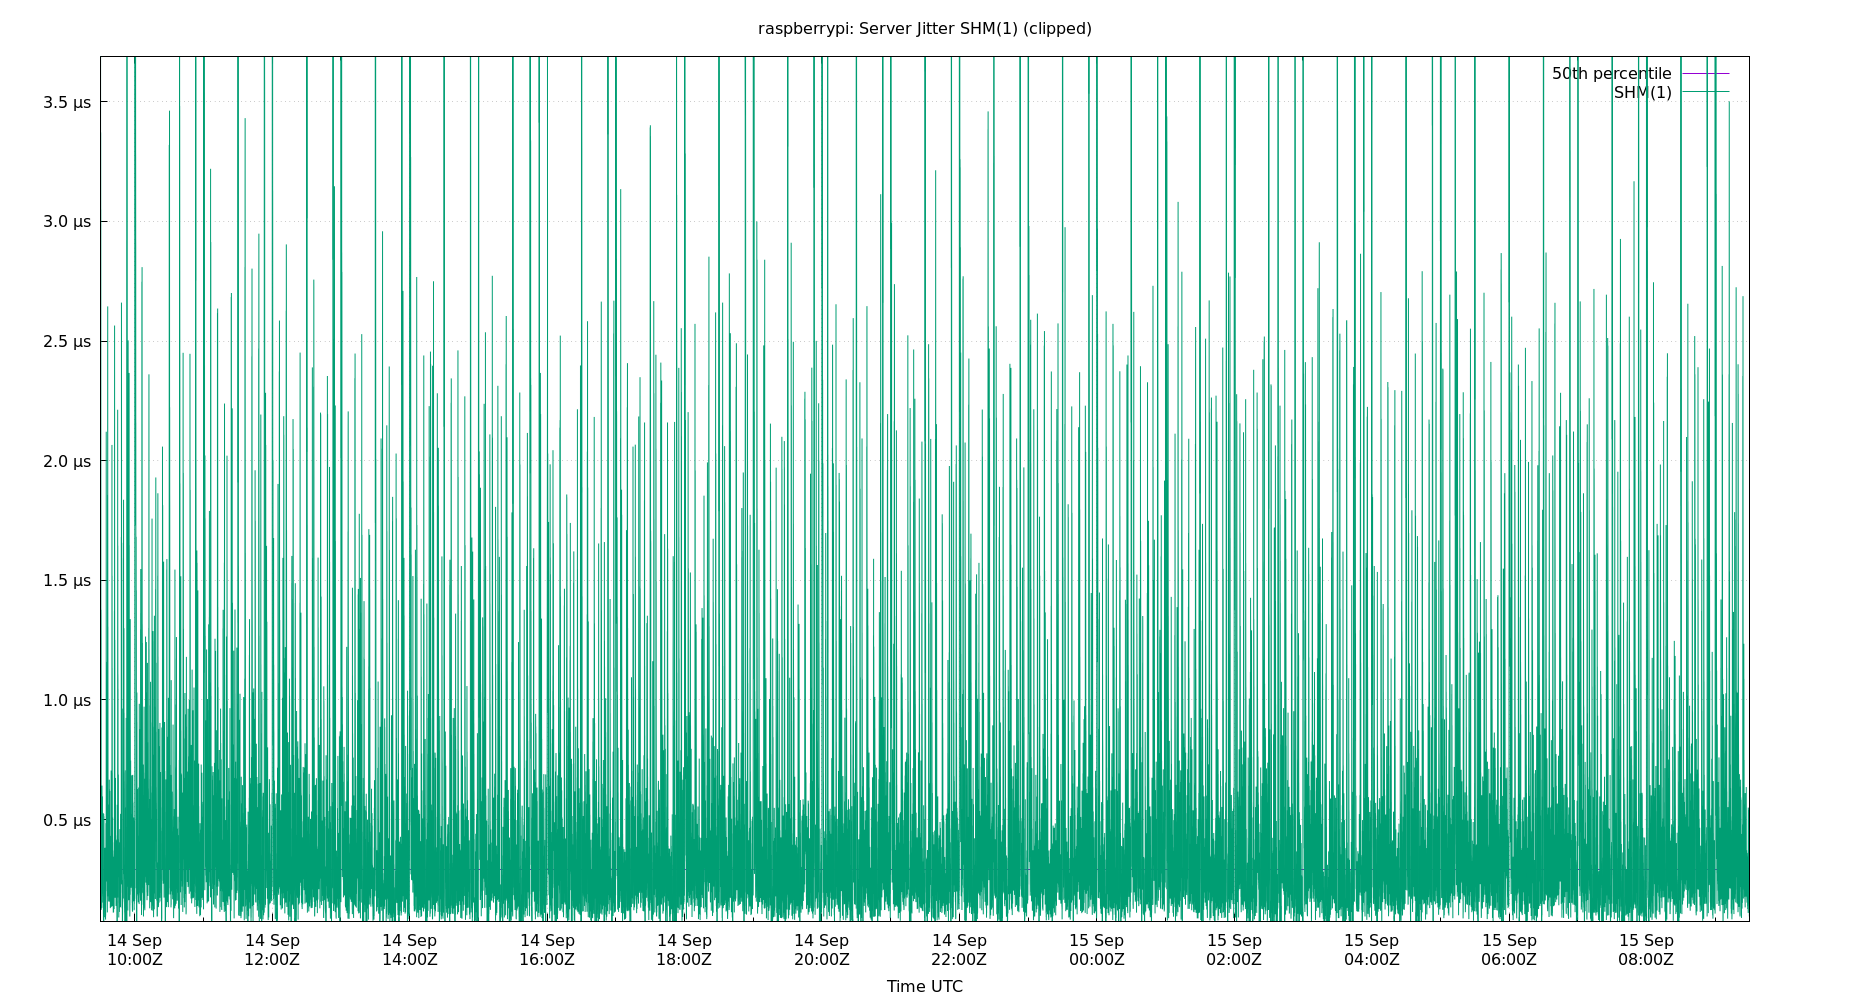 raspberrypi: Server Jitter SHM(1) (clipped)
50th percentile
SHM(1)
3.5 µs
3.0 µs
2.5 µs
2.0 µs
1.5 µs
1.0 µs
0.5 µs
14 Sep 14 Sep 14 Sep 14 Sep 14 Sep 14 Sep 14 Sep 15 Sep 15 Sep 15 Sep 15 Sep 15 Sep
10:00Z 12:00Z 14:00Z 16:00Z 18:00Z 20:00Z 22:00Z 00:00Z 02:00Z 04:00Z 06:00Z 08:00Z
Time UTC